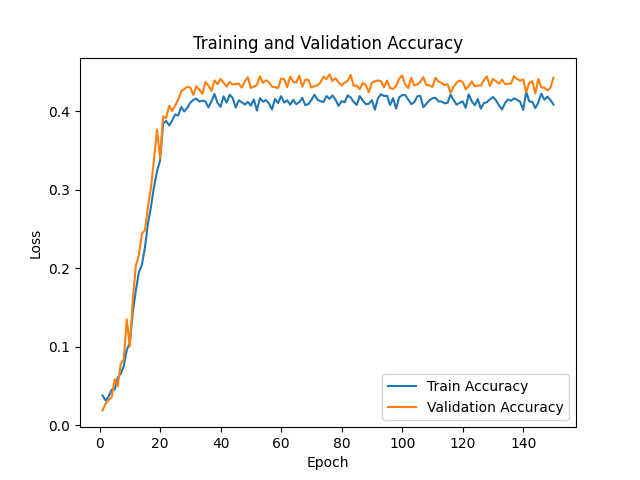 Training and Validation Accuracy
Loss
0.4
0.3
0.2
0.1
0.0
0 20 40 60 80 100 120 140
Epoch
Train Accuracy
Validation Accuracy